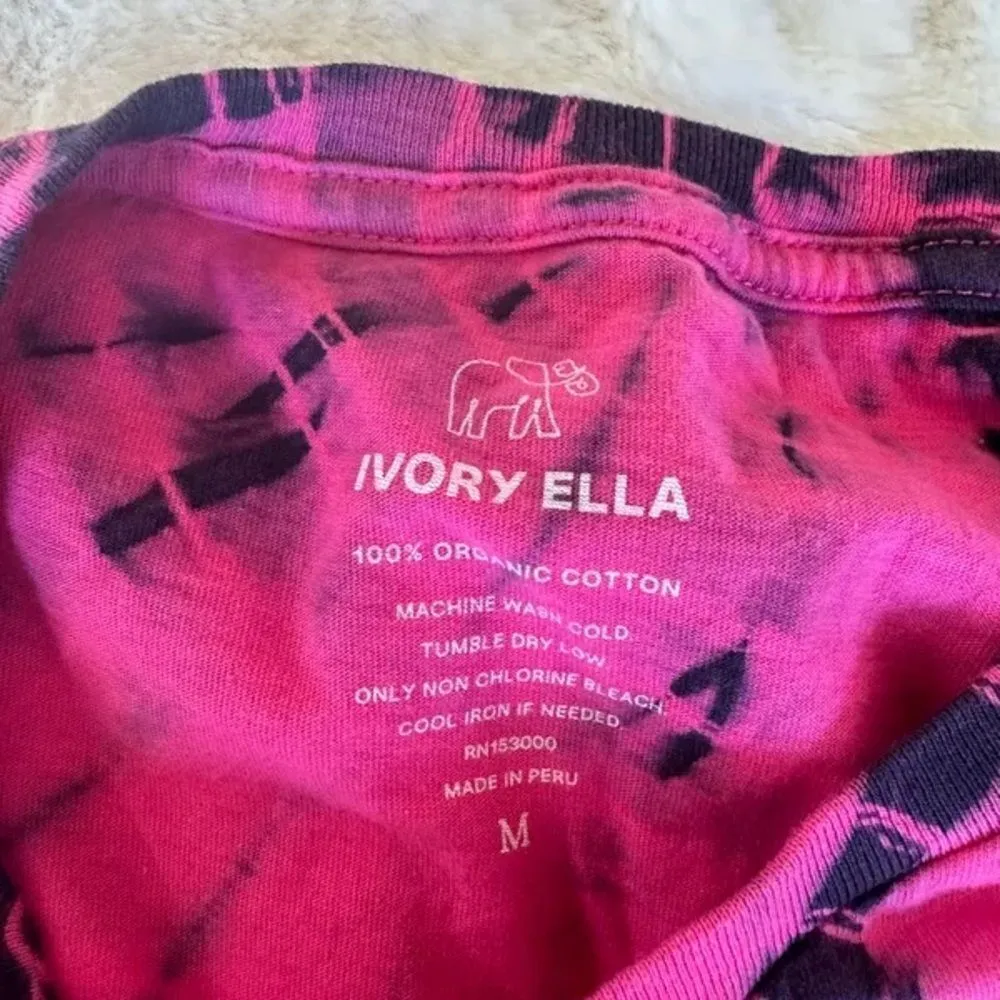 IVORY ELLA
100% ORGANIC COTTON
MACHINE WASH COLD.
TUMBLE DRY LOW
ONLY NON CHLORINE BLEACH.
COOL IRON IF NEEDED.
RN153000
MADE IN PERU
M